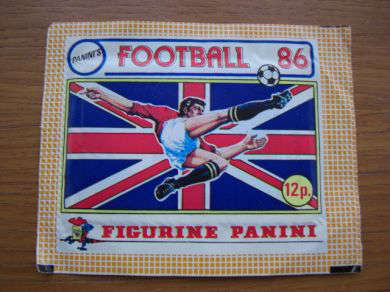 PANINI'S
FOOTBALL 86
12p.
FIGURINE PANINI